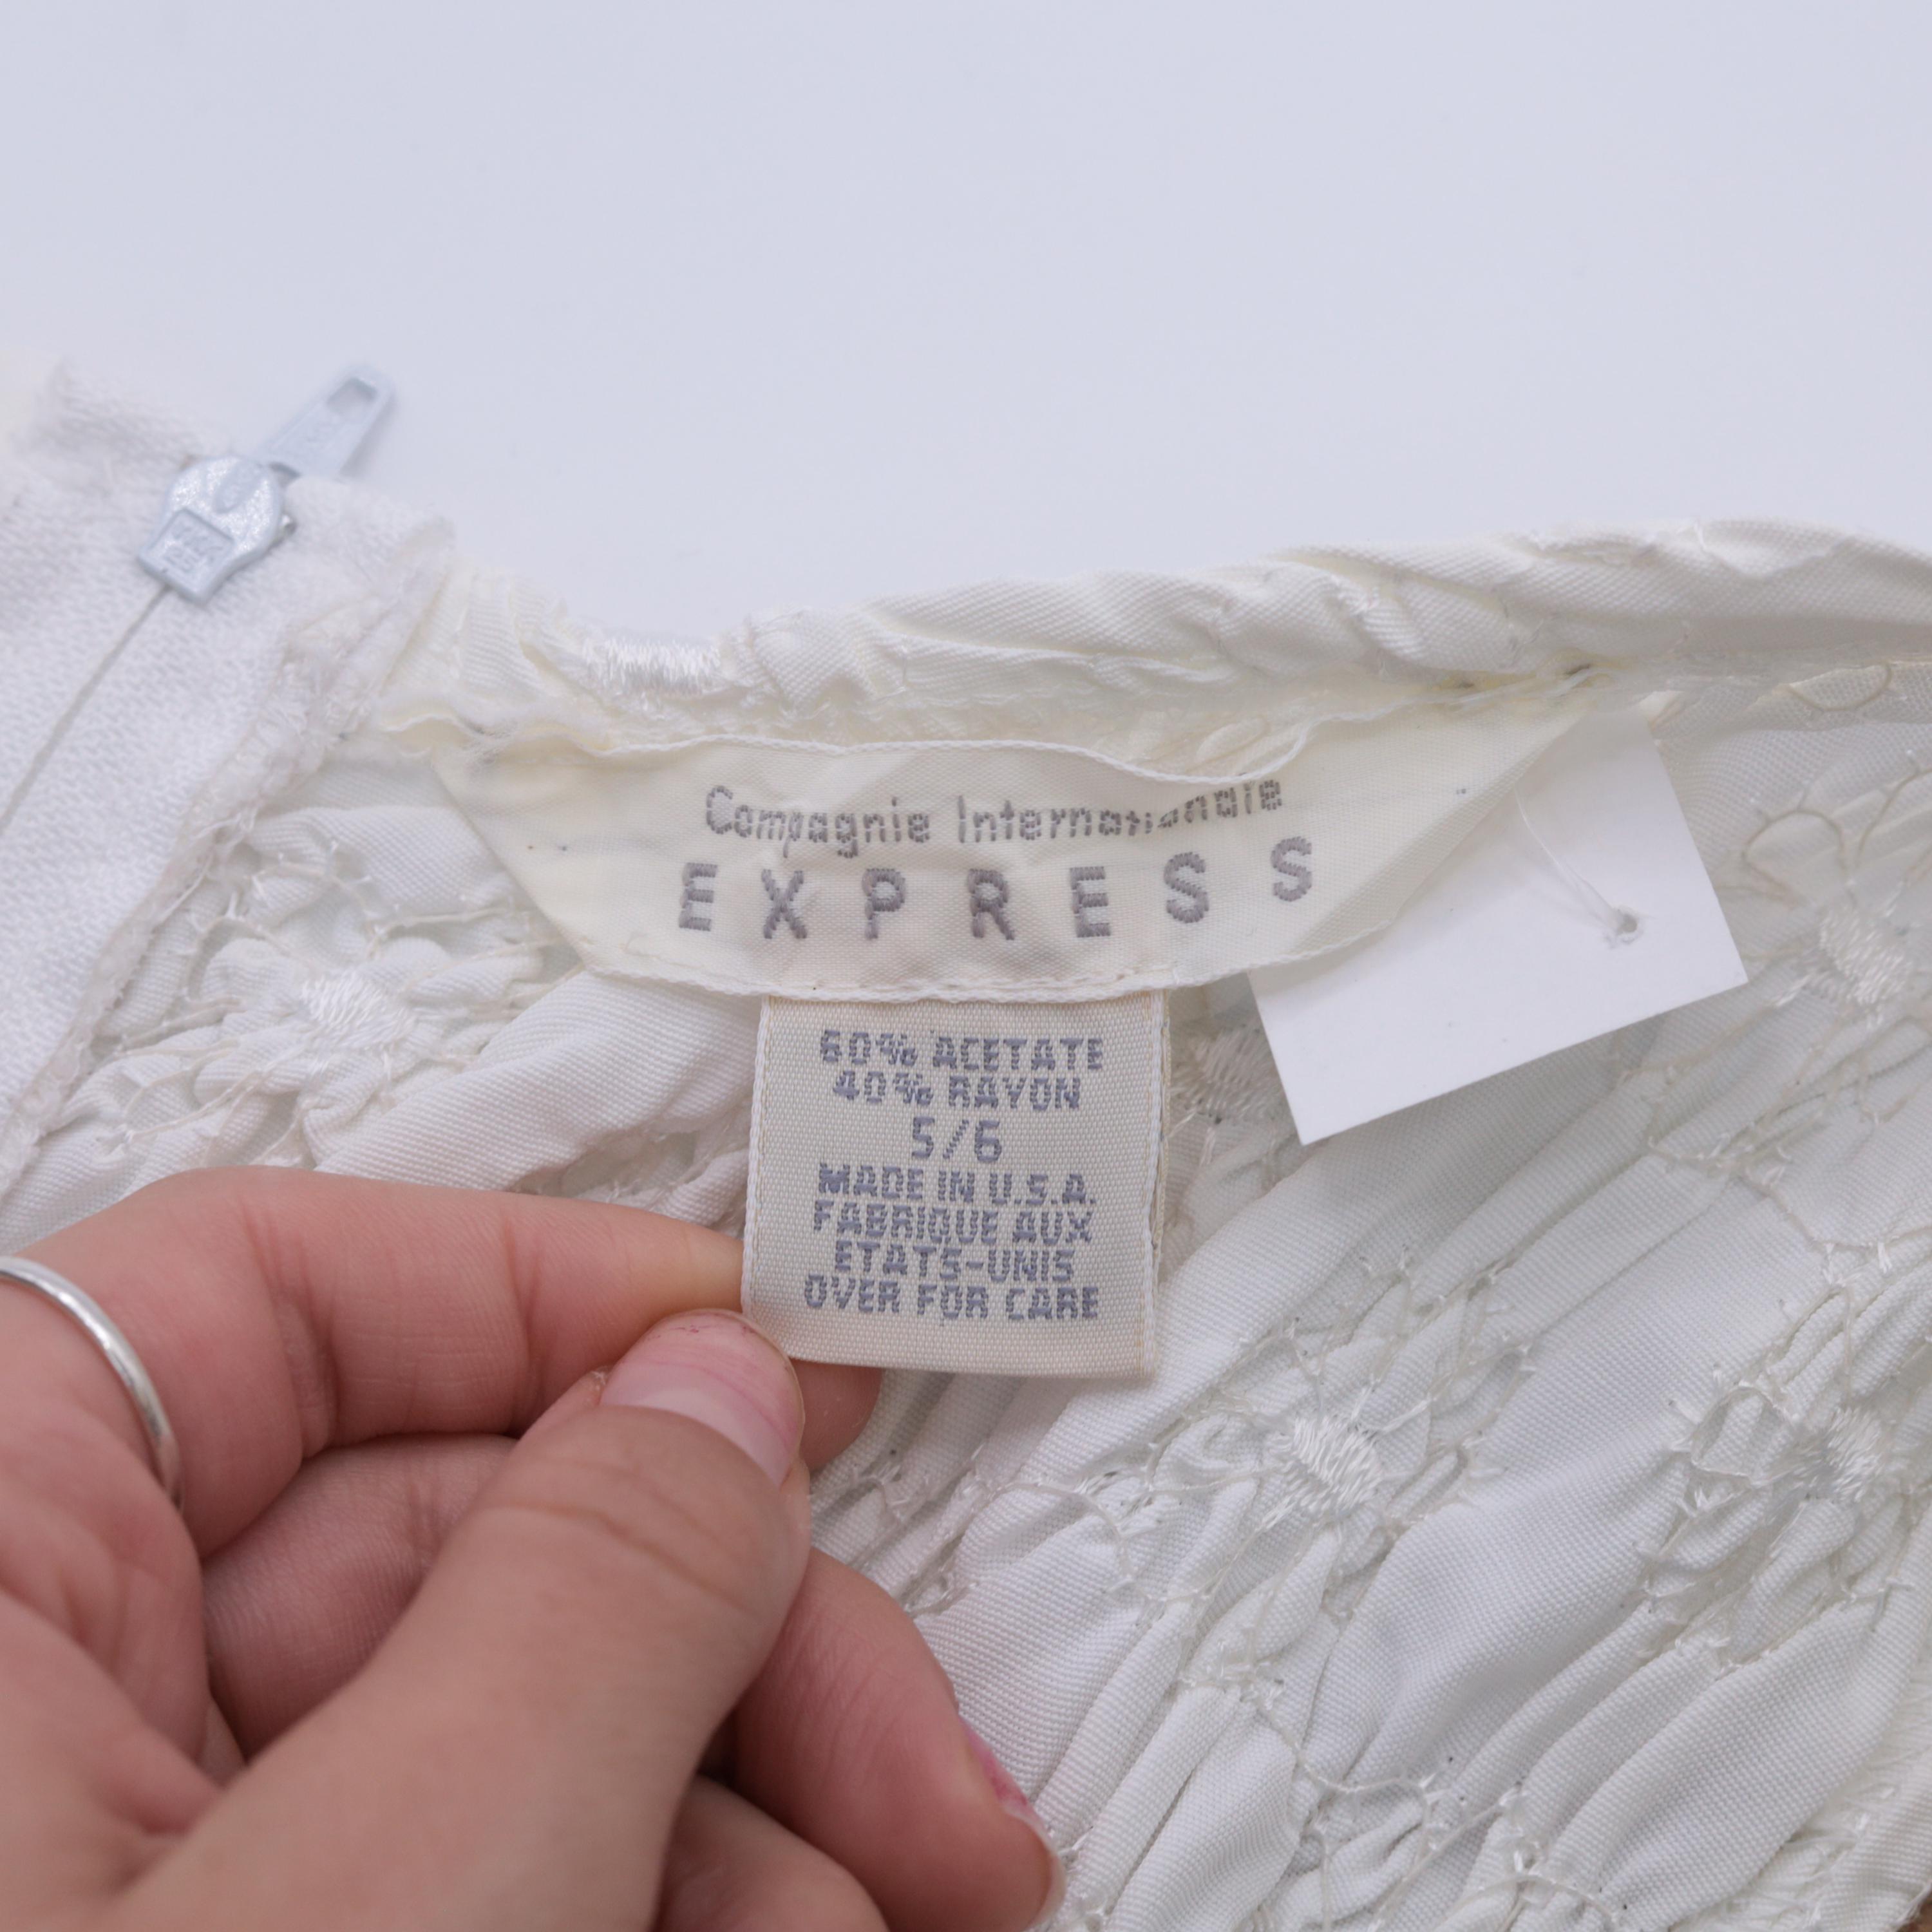 Compagnie Internationale
EXPRESS
60% ACETATE
40% RAYON
5/6
MADE IN U.S.A.
FABRIQUE AUX
ETATS-UNIS
OVER FOR CARE